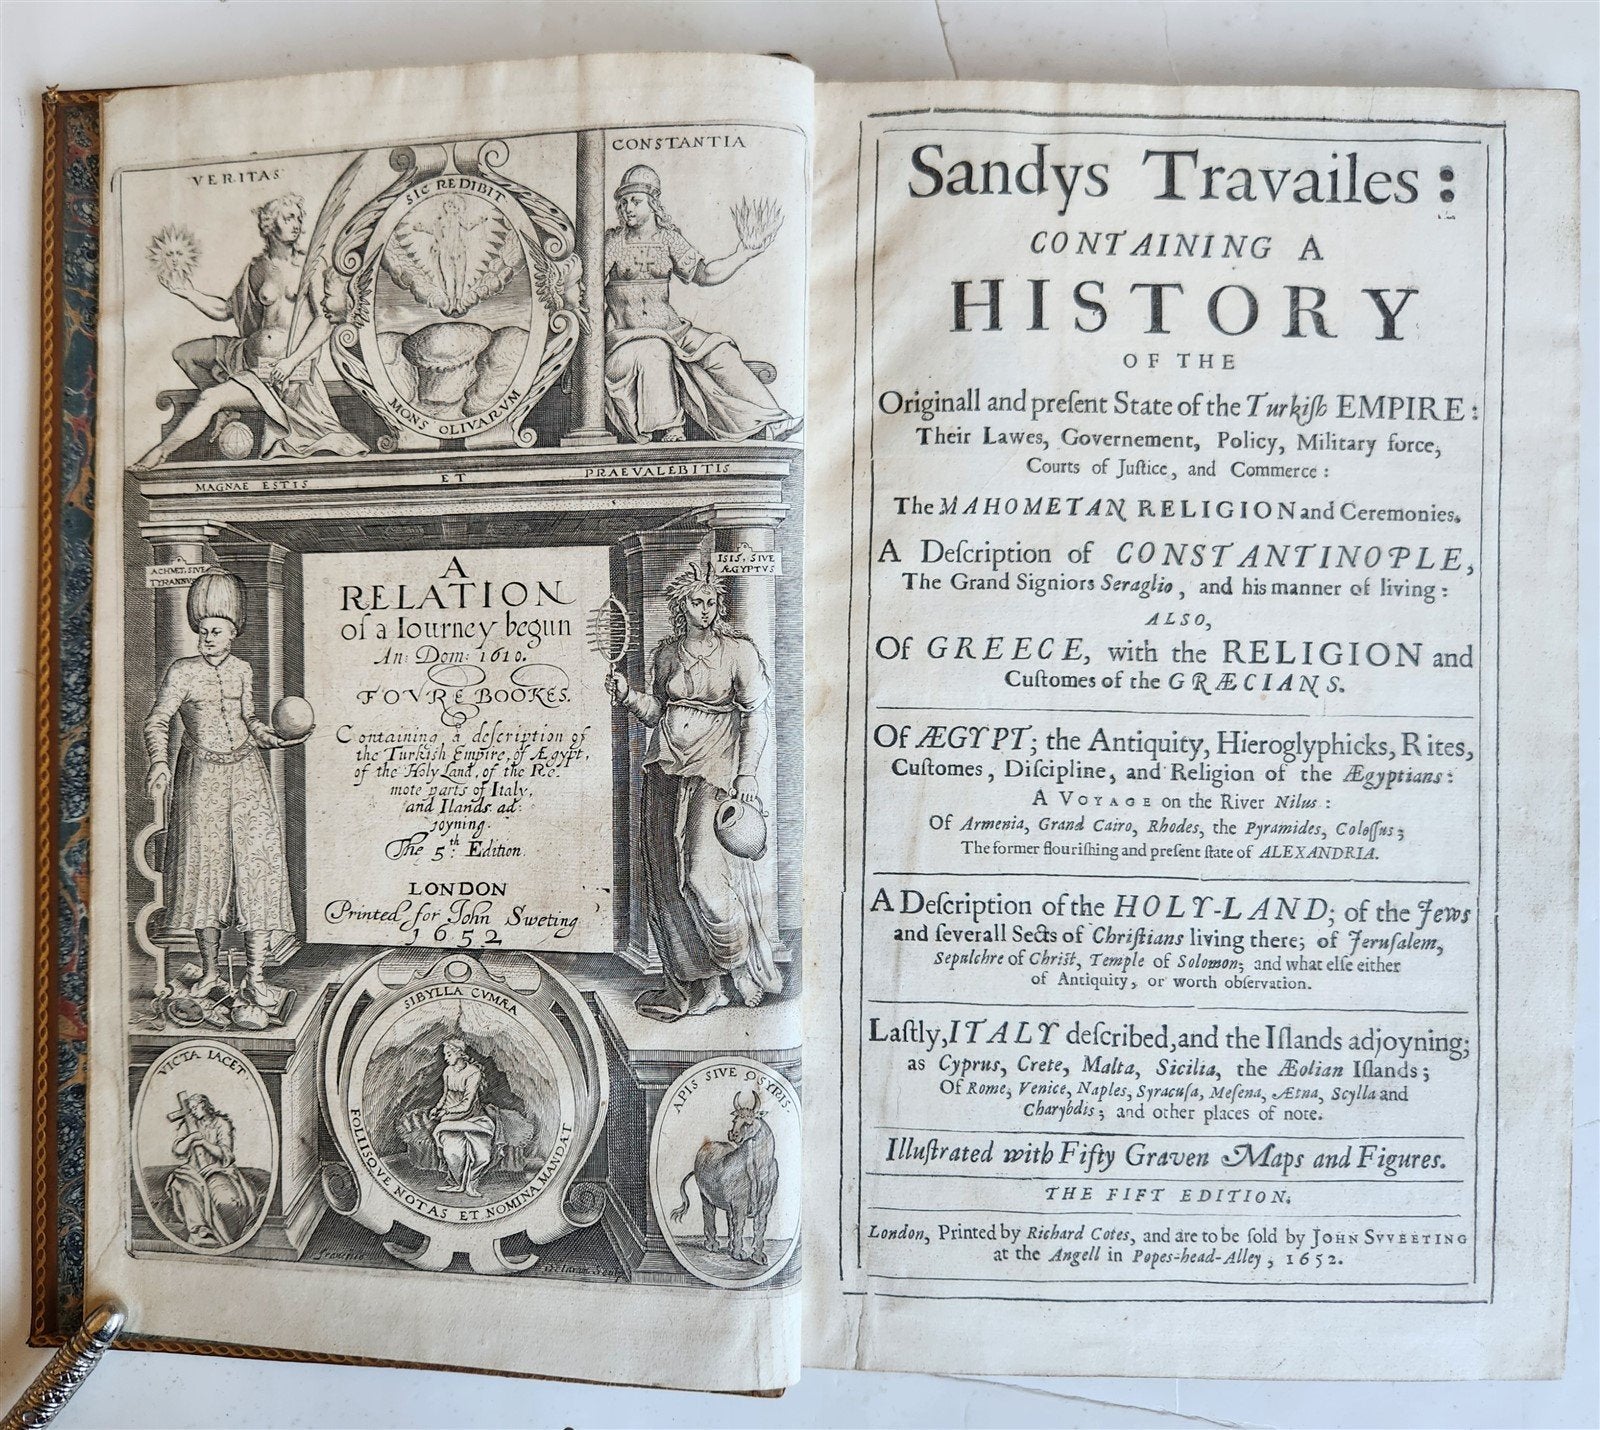 VERITAS
CONSTANTIA
SIC REDIBIT
MONS OLIVARVM
MAGNAE ESTIS ET PRAEVALEBITIS
ACHMET, SIVE
TYRANNUS
ISIS, SIVE
ÆGYPTVS
A
RELATION
of a Iourney begun
An: Dom: 1610.
FOVRE BOOKES.
Containing a description of
the Turkish Empire, of Ægypt,
of the Holy Land, of the Re-
mote parts of Italy,
and Ilands ad:
joyning.
The 5th. Edition.
LONDON
Printed for John Sweting
1652
VICTA IACET
SIBYLLA CVMÆA
FOLIISQVE NOTAS ET NOMINA MANDAT
APIS SIVE OSYRIS
Delaram Sculp
Sandys Travailes:
CONTAINING A
HISTORY
OF THE
Originall and preſent State of the Turkiſh EMPIRE:
Their Lawes, Governement, Policy, Military force,
Courts of Juſtice, and Commerce:
The MAHOMETAN RELIGION and Ceremonies.
A Deſcription of CONSTANTINOPLE,
The Grand Signiors Seraglio, and his manner of living:
ALSO,
Of GREECE, with the RELIGION and
Cuſtomes of the GRÆCIANS.
Of ÆGYPT; the Antiquity, Hieroglyphicks, Rites,
Cuſtomes, Diſcipline, and Religion of the Ægyptians:
A VOYAGE on the River Nilus:
Of Armenia, Grand Cairo, Rhodes, the Pyramides, Coloſſus;
The former flouriſhing and preſent ſtate of ALEXANDRIA.
A Deſcription of the HOLY-LAND; of the Jews
and ſeverall Sects of Chriſtians living there; of Jeruſalem,
Sepulchre of Chriſt, Temple of Solomon; and what elſe either
of Antiquity, or worth obſervation.
Laſtly, ITALY deſcribed, and the Iſlands adjoyning;
as Cyprus, Crete, Malta, Sicilia, the Æolian Iſlands;
Of Rome, Venice, Naples, Syracuſa, Meſena, Ætna, Scylla and
Charybdis; and other places of note.
Illuſtrated with Fifty Graven Maps and Figures.
THE FIFT EDITION.
London, Printed by Richard Cotes, and are to be ſold by JOHN SVVEETING
at the Angell in Popes-head-Alley, 1652.